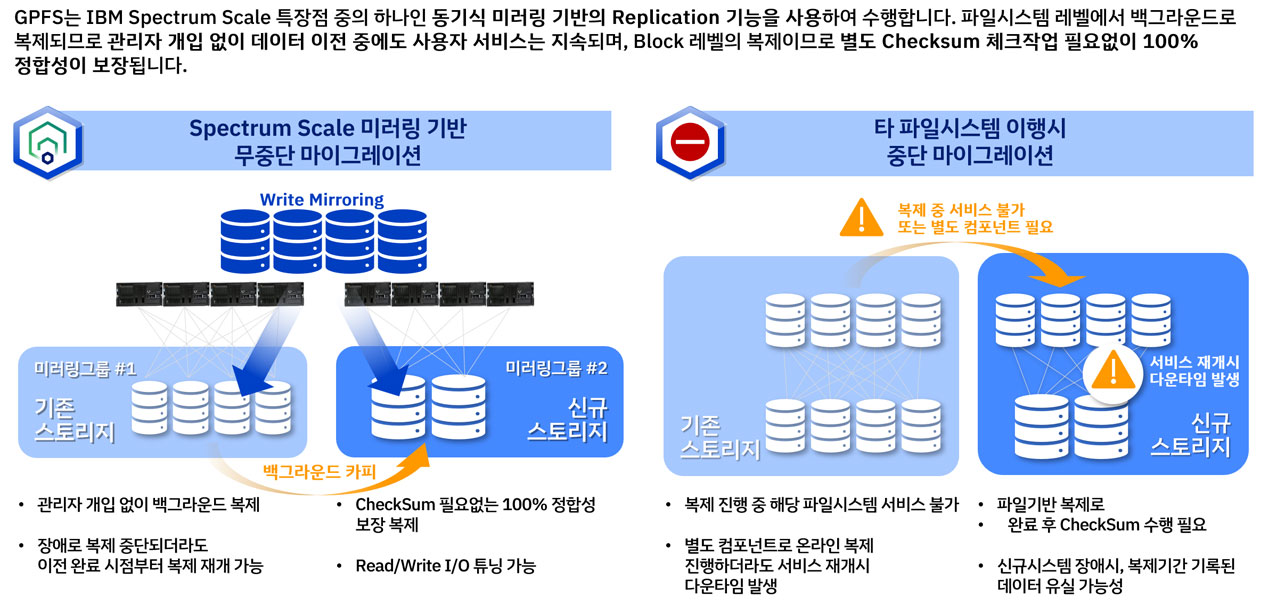 GPFS는 IBM Spectrum Scale 특장점 중의 하나인 동기식 미러링 기반의 Replication 기능을 사용하여 수행합니다. 파일시스템 레벨에서 백그라운드로
복제되므로 관리자 개입 없이 데이터 이전 중에도 사용자 서비스는 지속되며, Block 레벨의 복제이므로 별도 Checksum 체크작업 필요없이 100%
정합성이 보장됩니다.
Spectrum Scale 미러링 기반
무중단 마이그레이션
Write Mirroring
미러링그룹 #1
기존
스토리지
미러링그룹 #2
신규
스토리지
백그라운드 카피
• 관리자 개입 없이 백그라운드 복제
• 장애로 복제 중단되더라도
이전 완료 시점부터 복제 재개 가능
• CheckSum 필요없는 100% 정합성
보장 복제
• Read/Write I/O 튜닝 가능
타 파일시스템 이행시
중단 마이그레이션
복제 중 서비스 불가
또는 별도 컴포넌트 필요
기존
스토리지
서비스 재개시
다운타임 발생
신규
스토리지
• 복제 진행 중 해당 파일시스템 서비스 불가
• 별도 컴포넌트로 온라인 복제
진행하더라도 서비스 재개시
다운타임 발생
• 파일기반 복제로
• 완료 후 CheckSum 수행 필요
• 신규시스템 장애시, 복제기간 기록된
데이터 유실 가능성